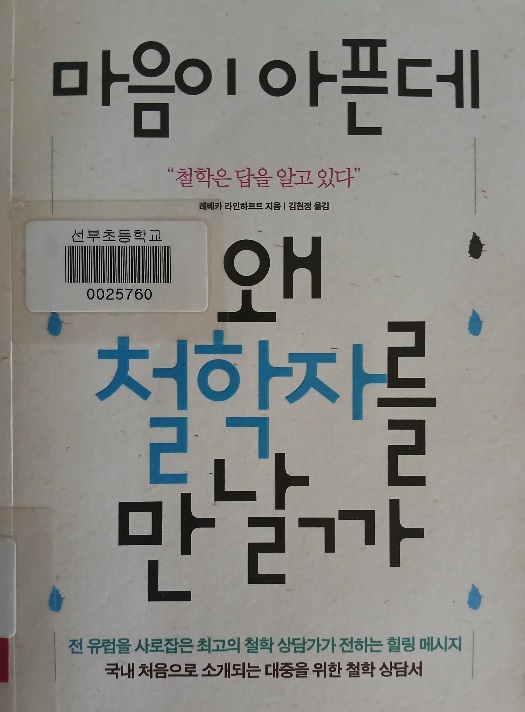 마음이 아픈데
“철학은 답을 알고 있다”
레베카 라인하르트 지음 | 김현정 옮김
선부초등학교
0025760
왜
철학자를
만날까
전 유럽을 사로잡은 최고의 철학 상담가가 전하는 힐링 메시지
국내 처음으로 소개되는 대중을 위한 철학 상담서